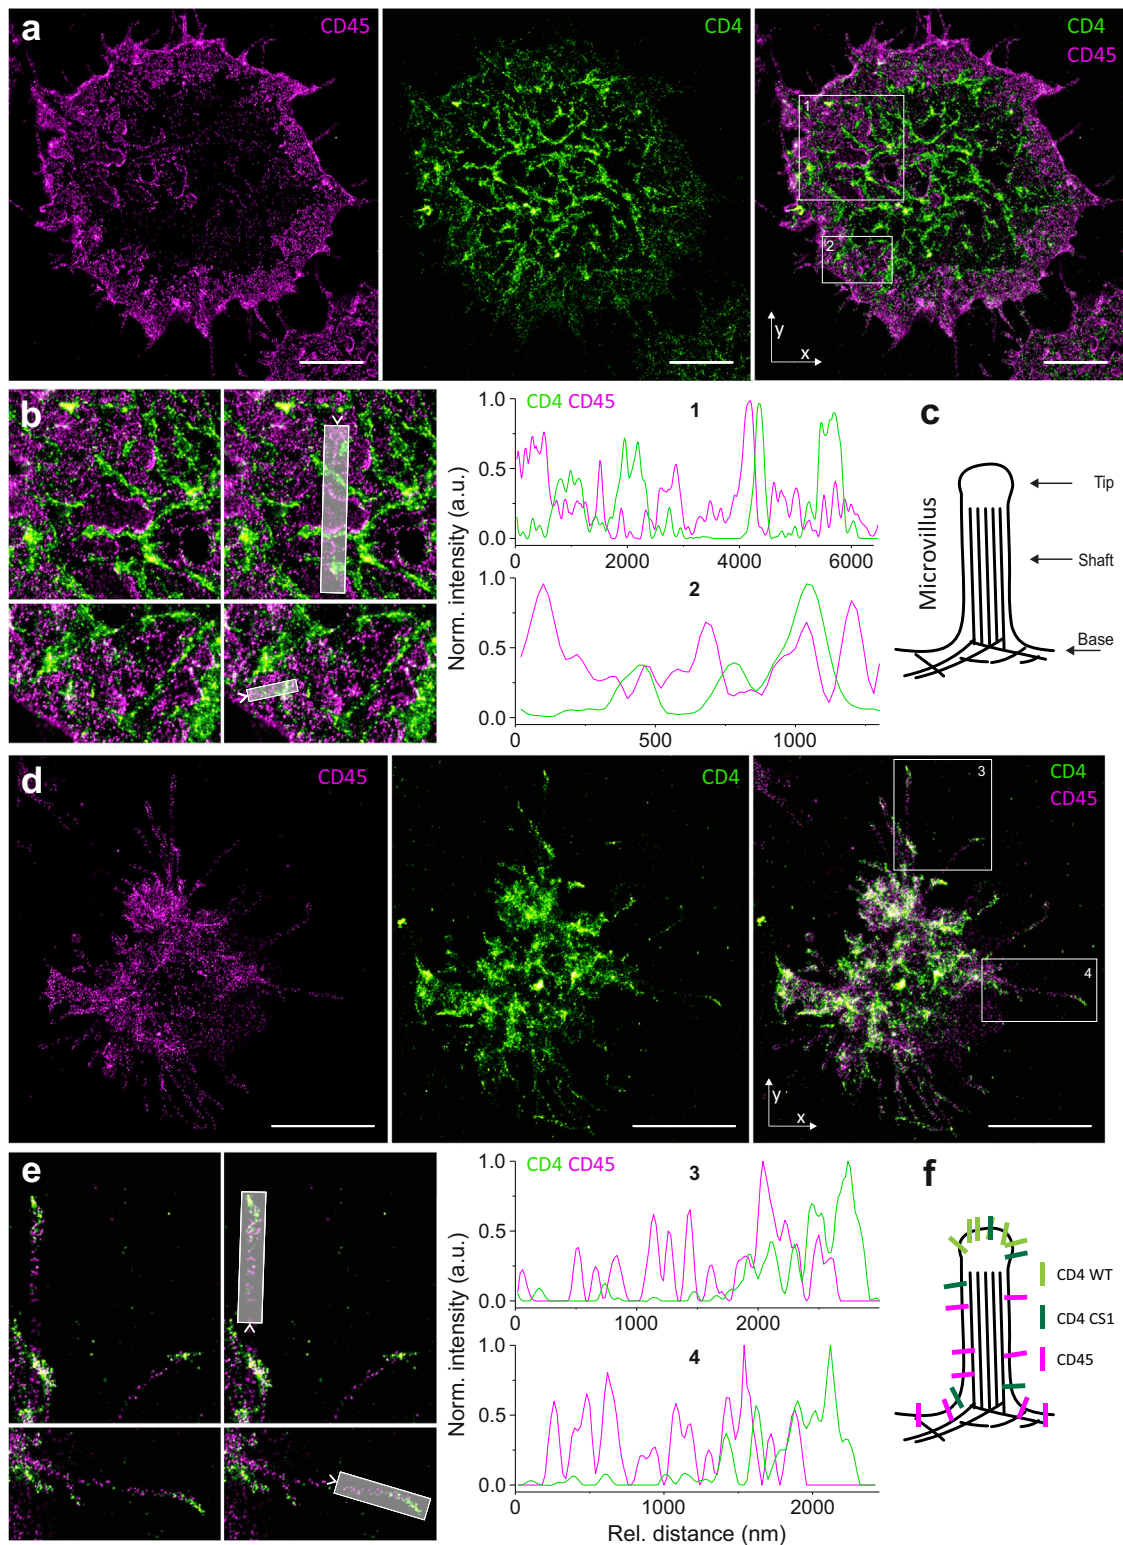 a
CD45
CD4
CD4
CD45
1
2
y
x
b
CD4 CD45
1
1.0
0.5
0.0
2000
4000
6000
2
1.0
0.5
0.0
0
500
1000
Norm. intensity (a.u.)
c
Microvillus
Tip
Shaft
Base
d
CD45
CD4
CD4
CD45
3
4
y
x
e
CD4 CD45
3
1.0
0.5
0.0
0
1000
2000
4
1.0
0.5
0.0
0
1000
2000
Norm. intensity (a.u.)
Rel. distance (nm)
f
CD4 WT
CD4 CS1
CD45